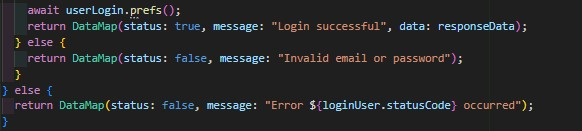 await userLogin.prefs();
return DataMap(status: true, message: "Login successful", data: responseData);
} else {
return DataMap(status: false, message: "Invalid email or password");
}
} else {
return DataMap(status: false, message: "Error ${loginUser.statusCode} occurred");
}